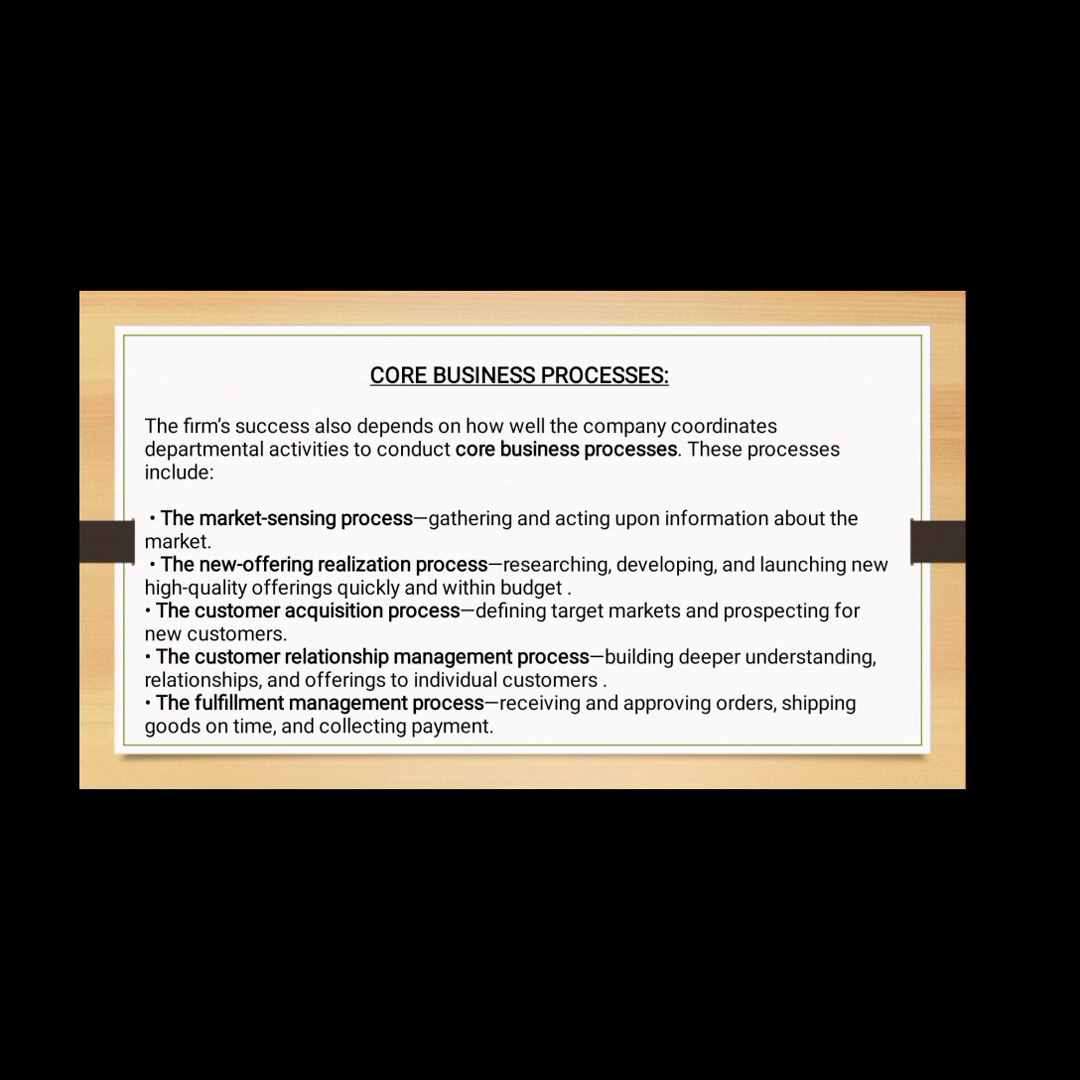 CORE BUSINESS PROCESSES:
The firm’s success also depends on how well the company coordinates
departmental activities to conduct core business processes. These processes
include:
• The market-sensing process—gathering and acting upon information about the
market.
• The new-offering realization process—researching, developing, and launching new
high-quality offerings quickly and within budget .
• The customer acquisition process—defining target markets and prospecting for
new customers.
• The customer relationship management process—building deeper understanding,
relationships, and offerings to individual customers .
• The fulfillment management process—receiving and approving orders, shipping
goods on time, and collecting payment.